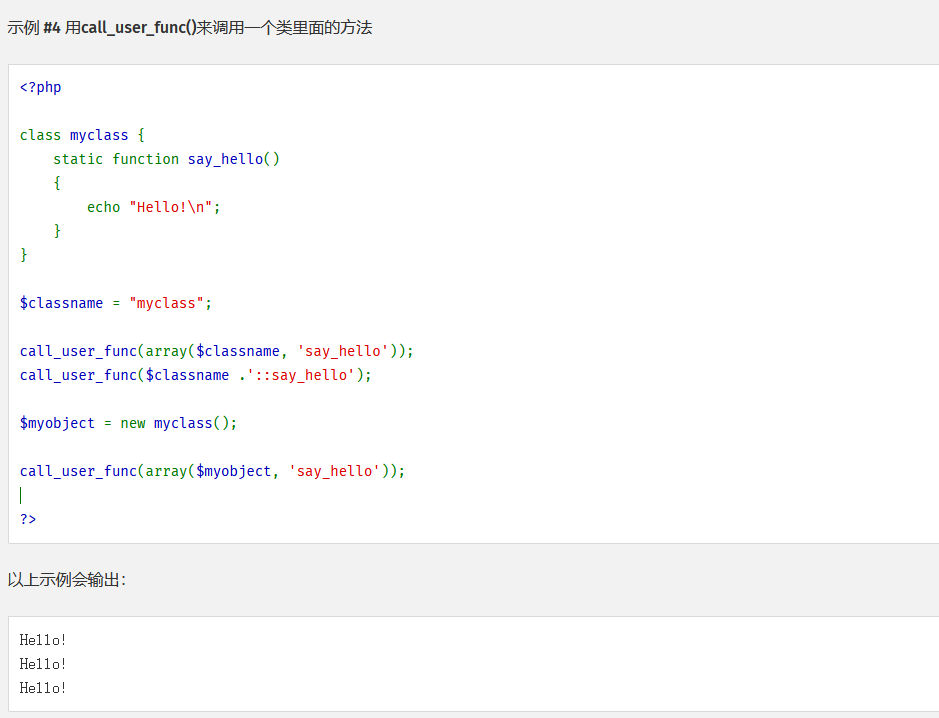 示例 #4 用call_user_func()来调用一个类里面的方法
<?php
class myclass {
    static function say_hello()
    {
        echo "Hello!\n";
    }
}
$classname = "myclass";
call_user_func(array($classname, 'say_hello'));
call_user_func($classname .'::say_hello');
$myobject = new myclass();
call_user_func(array($myobject, 'say_hello'));
?>
以上示例会输出：
Hello!
Hello!
Hello!